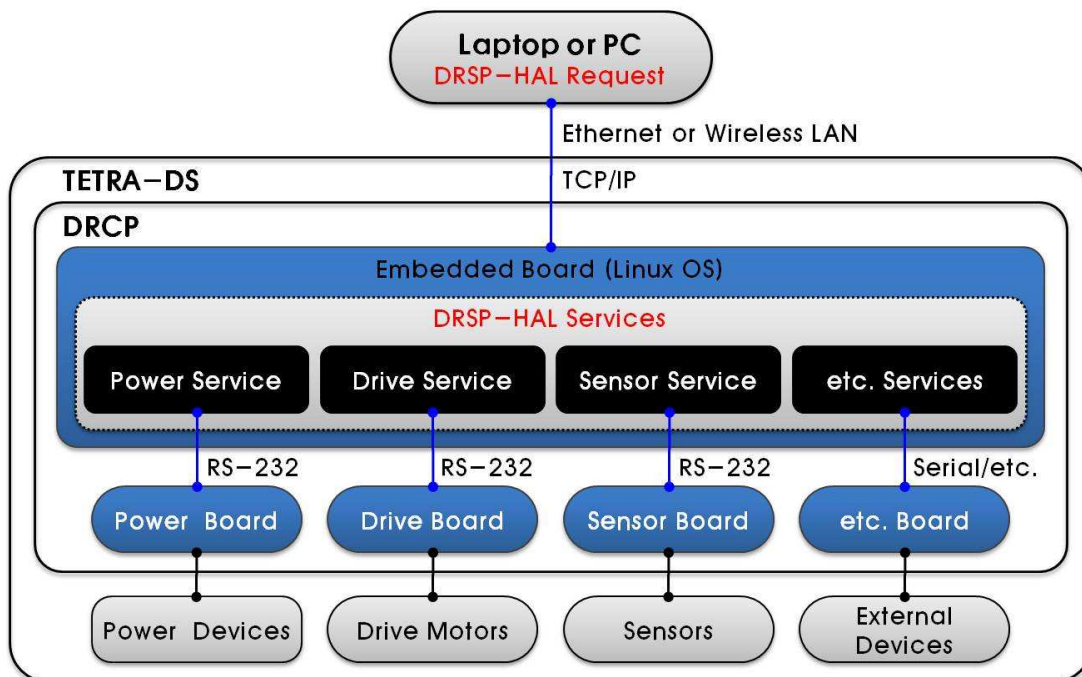 Laptop or PC
DRSP-HAL Request
Ethernet or Wireless LAN
TETRA-DS
TCP/IP
DRCP
Embedded Board (Linux OS)
DRSP-HAL Services
Power Service
Drive Service
Sensor Service
etc. Services
RS-232
RS-232
RS-232
Serial/etc.
Power Board
Drive Board
Sensor Board
etc. Board
Power Devices
Drive Motors
Sensors
External
Devices